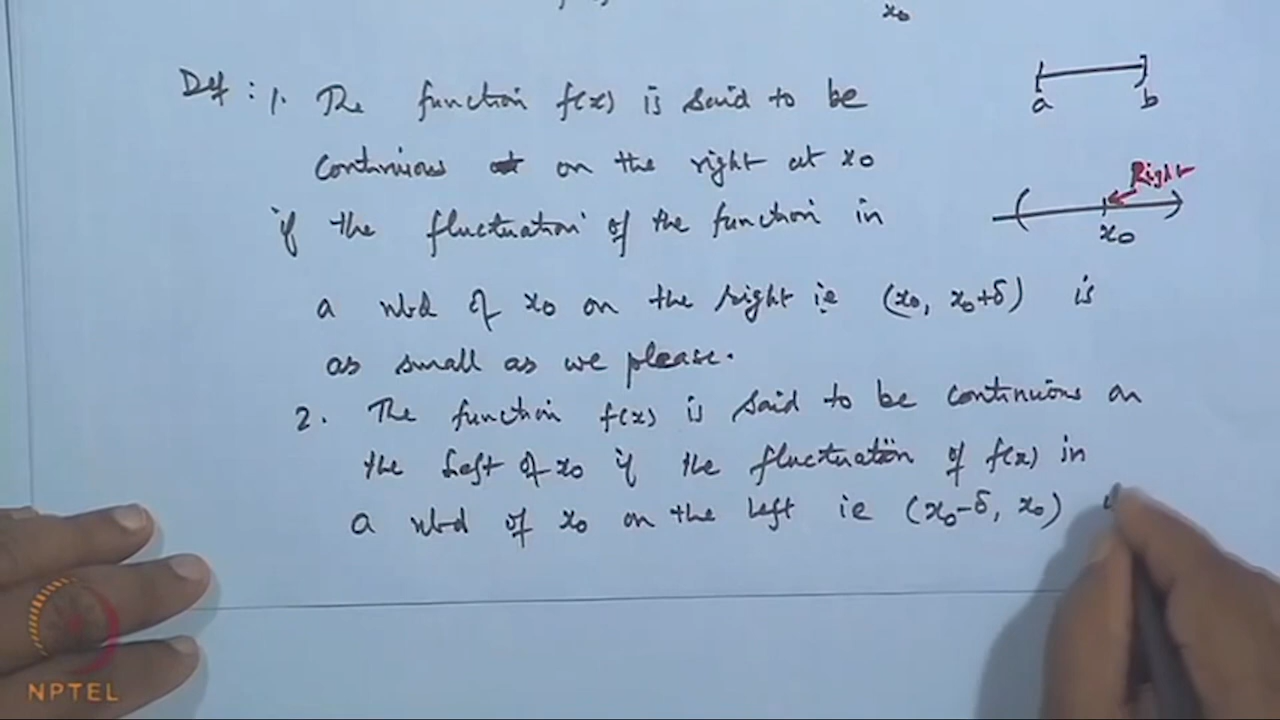 x₀
Def : 1. The function f(x) is said to be
continuous on the right at x₀
if the fluctuation of the function in
a nbd of x₀ on the right ie (x₀, x₀+δ) is
as small as we please.
2. The function f(x) is said to be continuous on
the left of x₀ if the fluctuation of f(x) in
a nbd of x₀ on the left ie (x₀-δ, x₀)
a b
Right
x₀
NPTEL